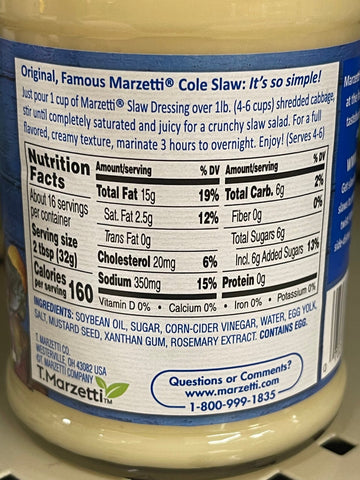 Original, Famous Marzetti® Cole Slaw: It's so simple!
Just pour 1 cup of Marzetti® Slaw Dressing over 1lb. (4-6 cups) shredded cabbage,
stir until completely saturated and juicy for a crunchy slaw salad. For a full
flavored, creamy texture, marinate 3 hours to overnight. Enjoy! (Serves 4-6)
Nutrition
Facts
About 16 servings
per container
Serving size
2 tbsp (32g)
Calories
per serving 160
Amount/serving % DV
Total Fat 15g 19%
Sat. Fat 2.5g 12%
Trans Fat 0g
Cholesterol 20mg 6%
Sodium 350mg 15%
Amount/serving % DV
Total Carb. 6g 2%
Fiber 0g 0%
Total Sugars 6g
Incl. 6g Added Sugars 13%
Protein 0g
Vitamin D 0% • Calcium 0% • Iron 0% • Potassium 0%
INGREDIENTS: SOYBEAN OIL, SUGAR, CORN-CIDER VINEGAR, WATER, EGG YOLK,
SALT, MUSTARD SEED, XANTHAN GUM, ROSEMARY EXTRACT. CONTAINS EGG.
T. MARZETTI CO.
WESTERVILLE, OH 43082 USA
©T. MARZETTI COMPANY
T.Marzetti™
Questions or Comments?
www.marzetti.com
1-800-999-1835